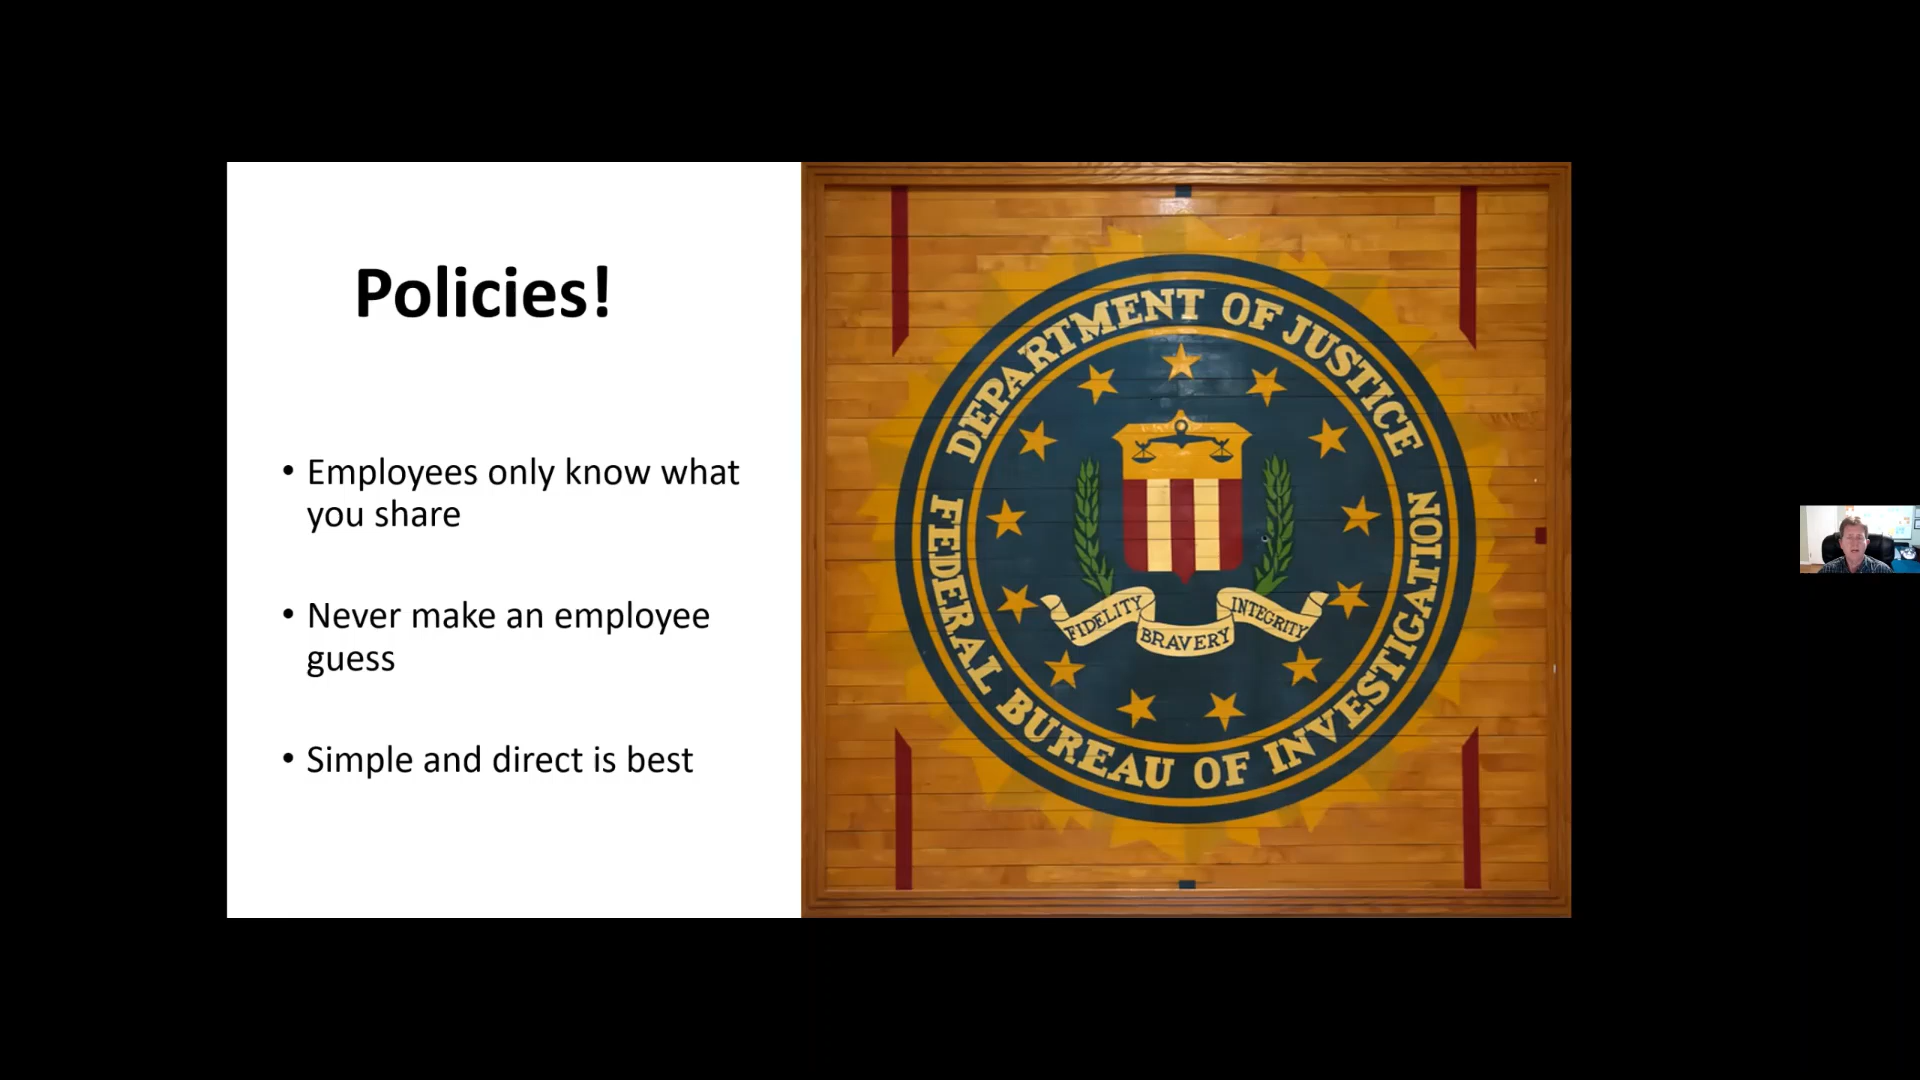 Policies!
• Employees only know what
you share
• Never make an employee
guess
• Simple and direct is best
DEPARTMENT OF JUSTICE
FEDERAL BUREAU OF INVESTIGATION
FIDELITY
BRAVERY
INTEGRITY